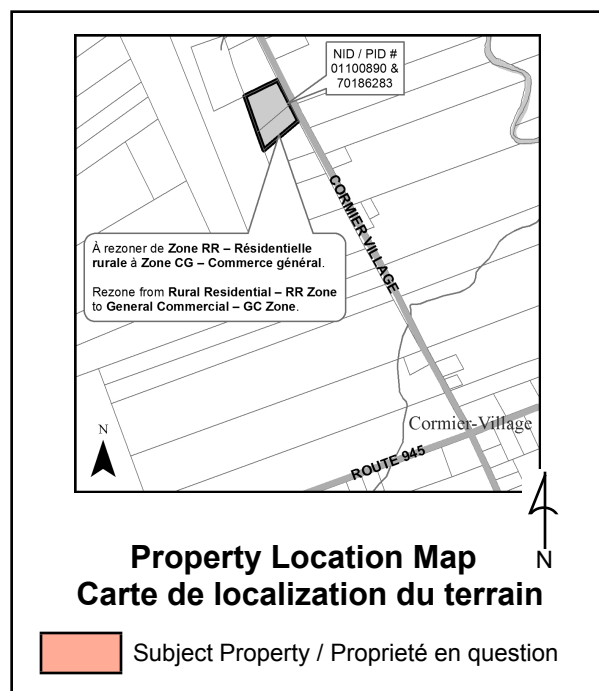 NID / PID #
01100890 &
70186283
CORMIER VILLAGE
À rezoner de Zone RR – Résidentielle
rurale à Zone CG – Commerce général.
Rezone from Rural Residential – RR Zone
to General Commercial – GC Zone.
N
Cormier-Village
ROUTE 945
N
Property Location Map
Carte de localization du terrain
Subject Property / Proprieté en question